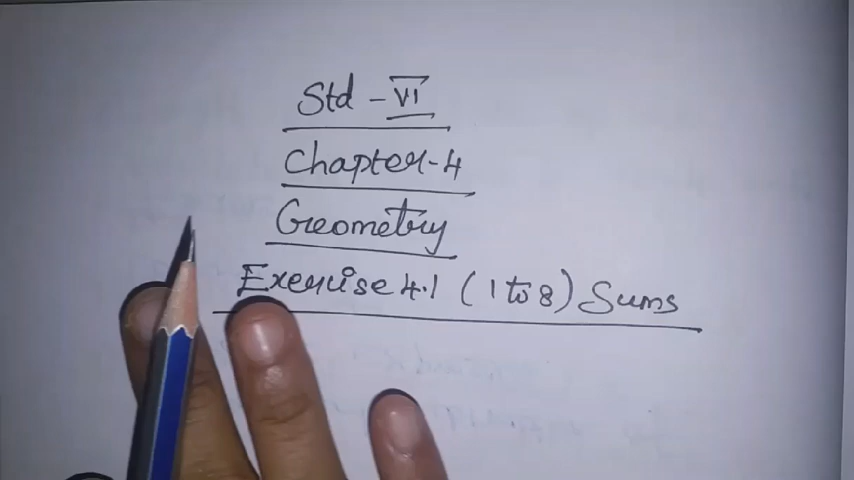 Std - VI
Chapter-4
Geometry
Exercise 4.1 ( 1 to 8 ) Sums